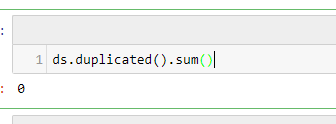 :
1 ds.duplicated().sum()
: 0